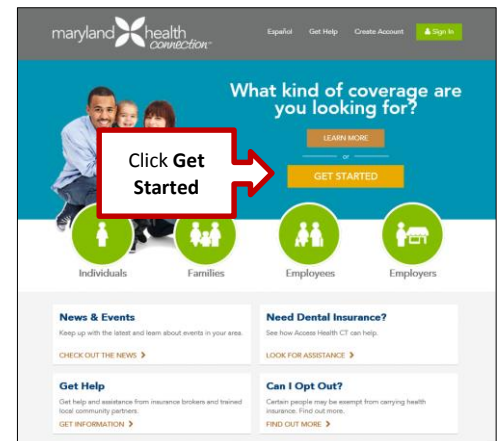 maryland health
connection
Español Get Help Create Account Sign In
What kind of coverage are
you looking for?
LEARN MORE
or
GET STARTED
Click Get
Started
Individuals Families Employees Employers
News & Events
Keep up with the latest and learn about events in your area.
CHECK OUT THE NEWS
Need Dental Insurance?
See how Access Health CT can help.
LOOK FOR ASSISTANCE
Get Help
Get help and assistance from insurance brokers and trained
local community partners.
GET INFORMATION
Can I Opt Out?
Certain people may be exempt from carrying health
insurance. Find out more.
FIND OUT MORE